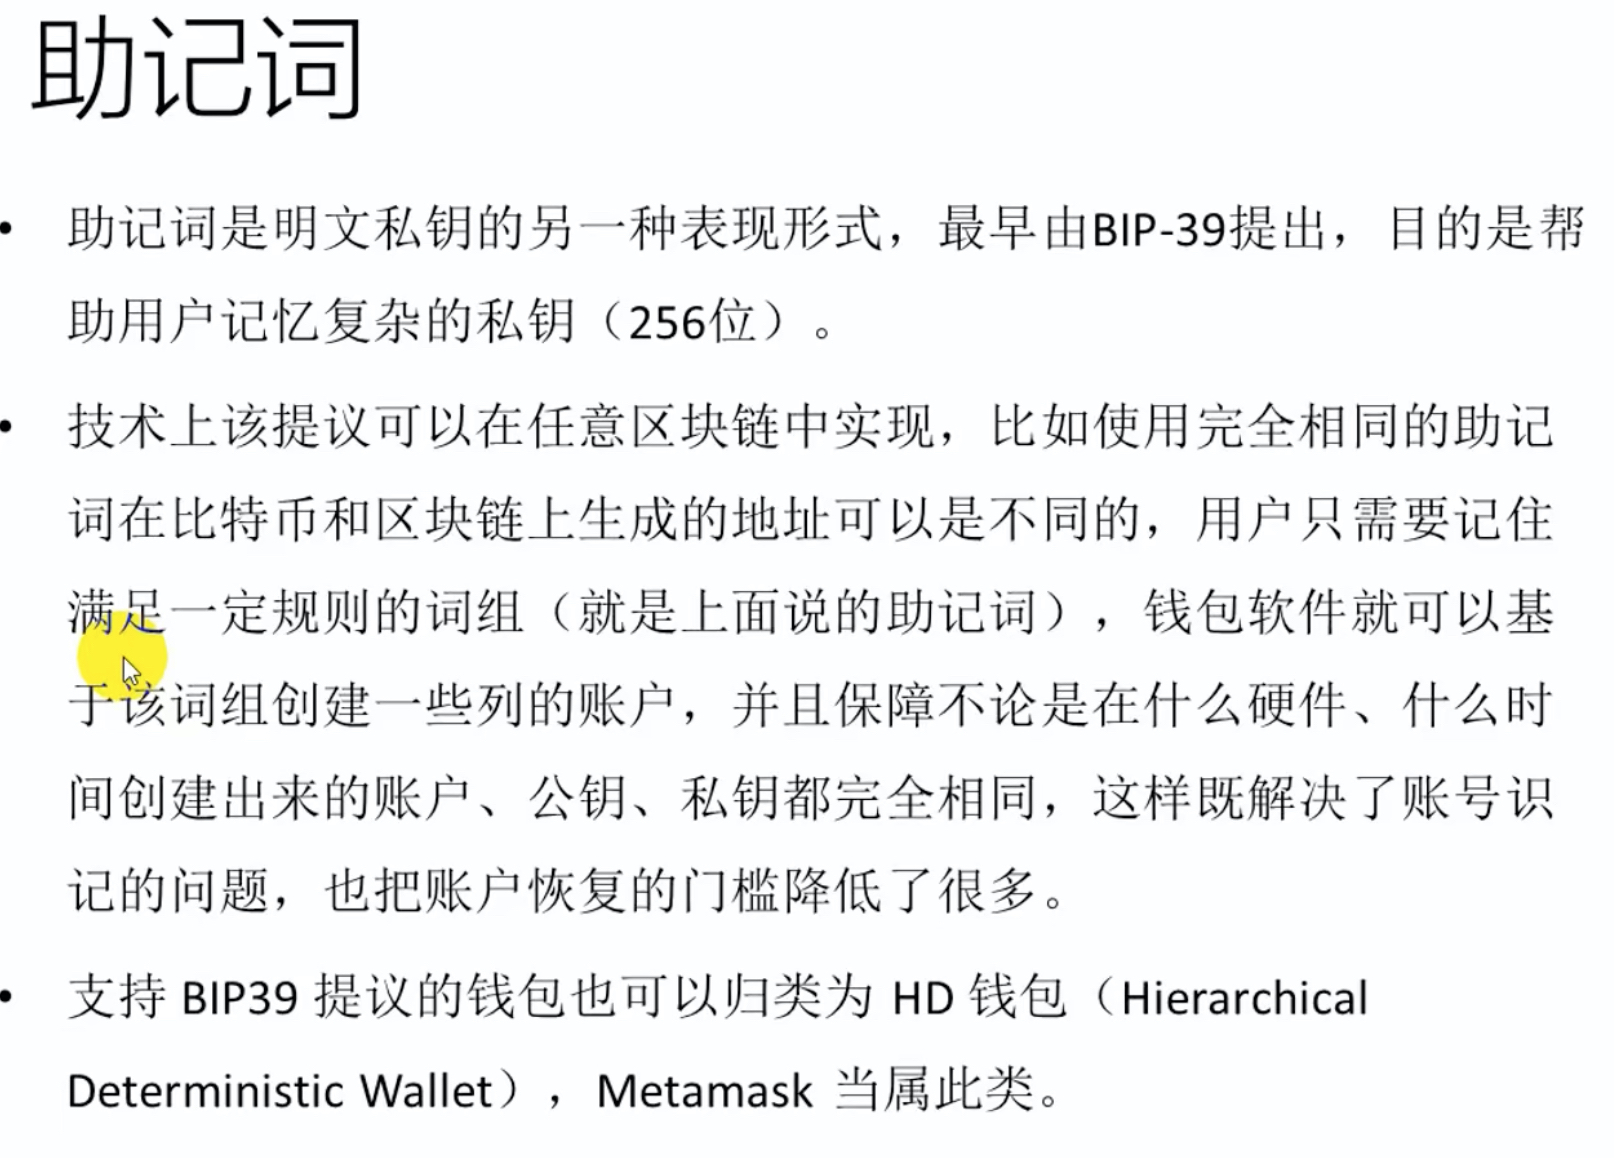 助记词
• 助记词是明文私钥的另一种表现形式，最早由BIP-39提出，目的是帮
助用户记忆复杂的私钥（256位）。
• 技术上该提议可以在任意区块链中实现，比如使用完全相同的助记
词在比特币和区块链上生成的地址可以是不同的，用户只需要记住
满足一定规则的词组（就是上面说的助记词），钱包软件就可以基
于该词组创建一些列的账户，并且保障不论是在什么硬件、什么时
间创建出来的账户、公钥、私钥都完全相同，这样既解决了账号识
记的问题，也把账户恢复的门槛降低了很多。
• 支持 BIP39 提议的钱包也可以归类为 HD 钱包（Hierarchical
Deterministic Wallet），Metamask 当属此类。